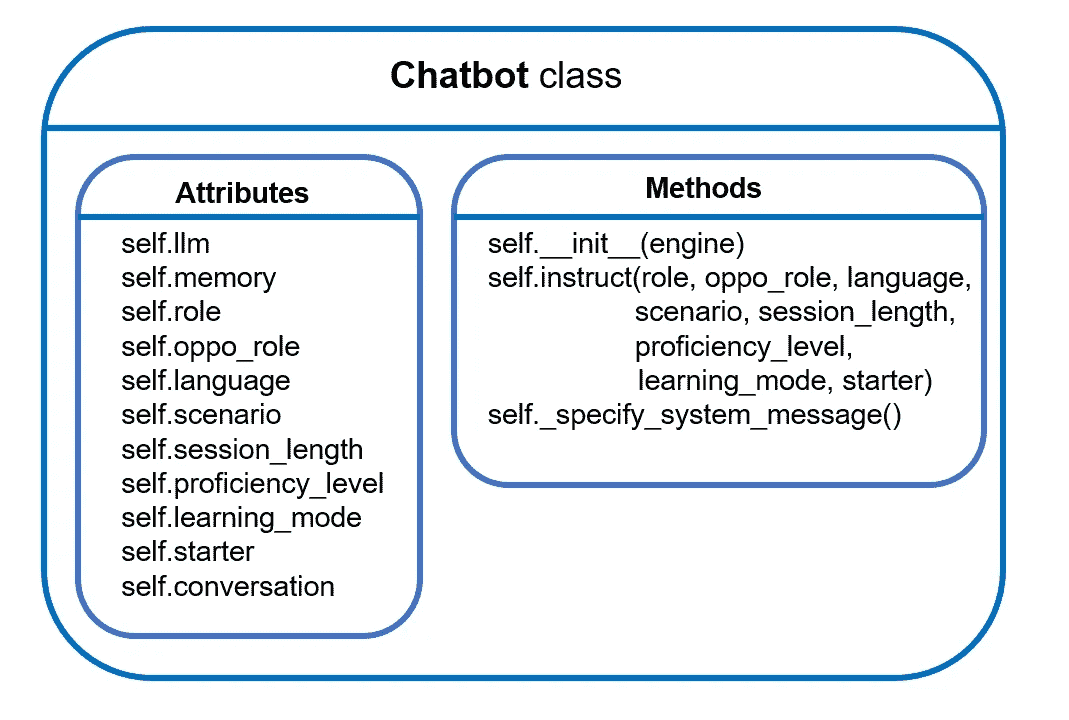 Chatbot class
Attributes
self.llm
self.memory
self.role
self.oppo_role
self.language
self.scenario
self.session_length
self.proficiency_level
self.learning_mode
self.starter
self.conversation
Methods
self.__init__(engine)
self.instruct(role, oppo_role, language,
scenario, session_length,
proficiency_level,
learning_mode, starter)
self._specify_system_message()